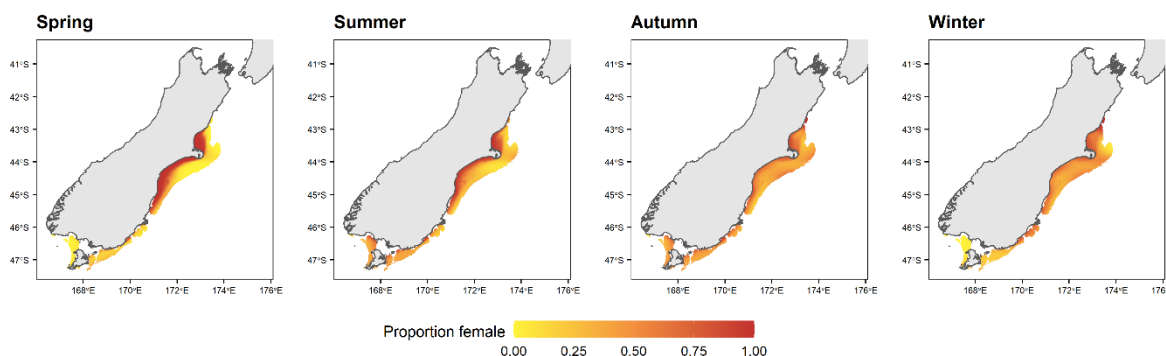 Spring Summer Autumn Winter
41°S 41°S 41°S 41°S
42°S 42°S 42°S 42°S
43°S 43°S 43°S 43°S
44°S 44°S 44°S 44°S
45°S 45°S 45°S 45°S
46°S 46°S 46°S 46°S
47°S 47°S 47°S 47°S
168°E 170°E 172°E 174°E 176°E 168°E 170°E 172°E 174°E 176°E 168°E 170°E 172°E 174°E 176°E 168°E 170°E 172°E 174°E 176°E
Proportion female
0.00 0.25 0.50 0.75 1.00